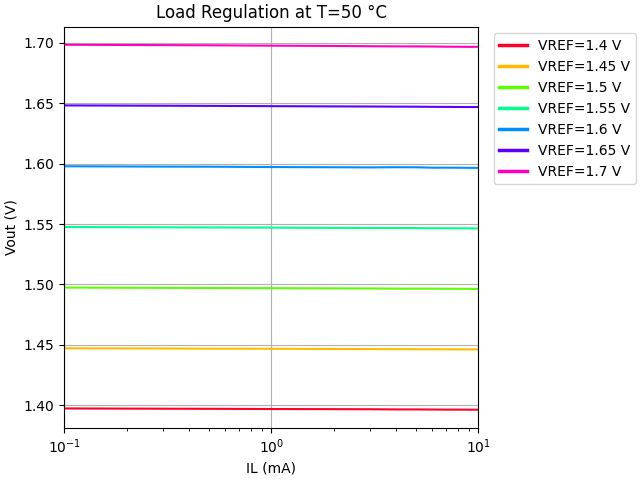 Load Regulation at T=50 °C
Vout (V)
1.70
1.65
1.60
1.55
1.50
1.45
1.40
10⁻¹
10⁰
10¹
IL (mA)
VREF=1.4 V
VREF=1.45 V
VREF=1.5 V
VREF=1.55 V
VREF=1.6 V
VREF=1.65 V
VREF=1.7 V